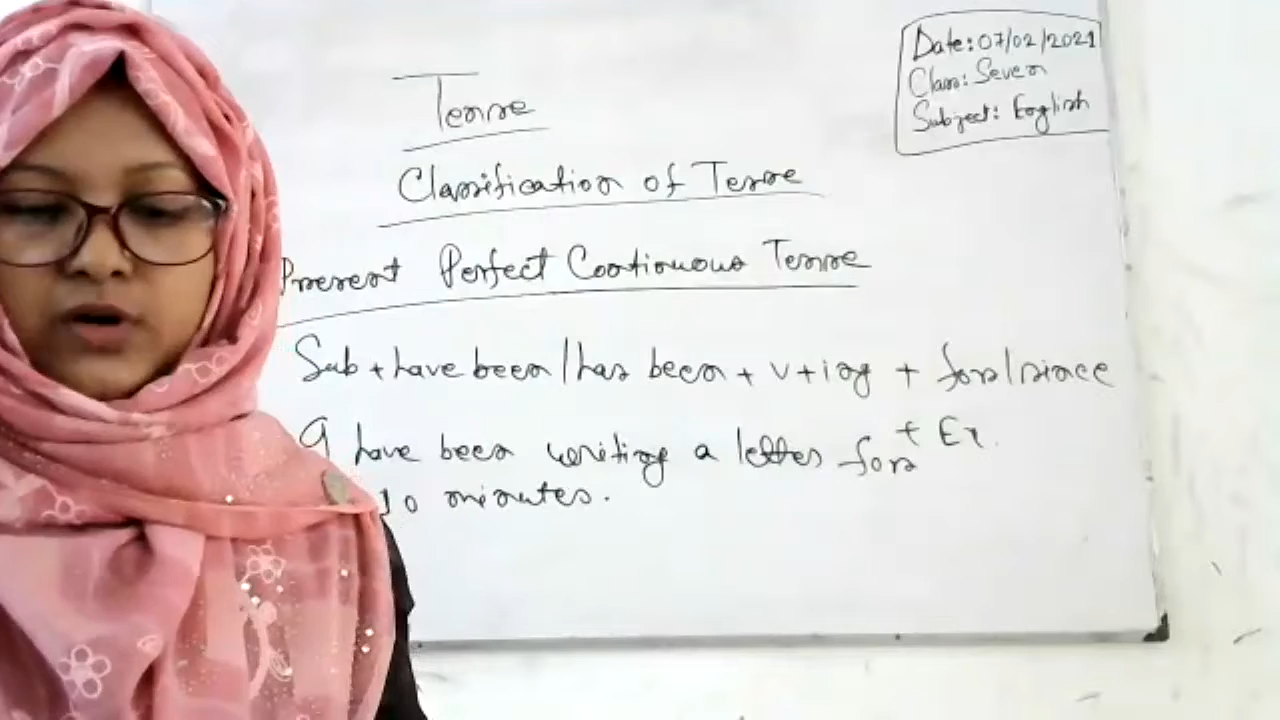 Date: 07/02/2021
Class: Seven
Subject: English
Tense
Classification of Tense
Present Perfect Continuous Tense
Sub + have been / has been + v + ing + for / since
+ Ex.
I have been writing a letter for
10 minutes.